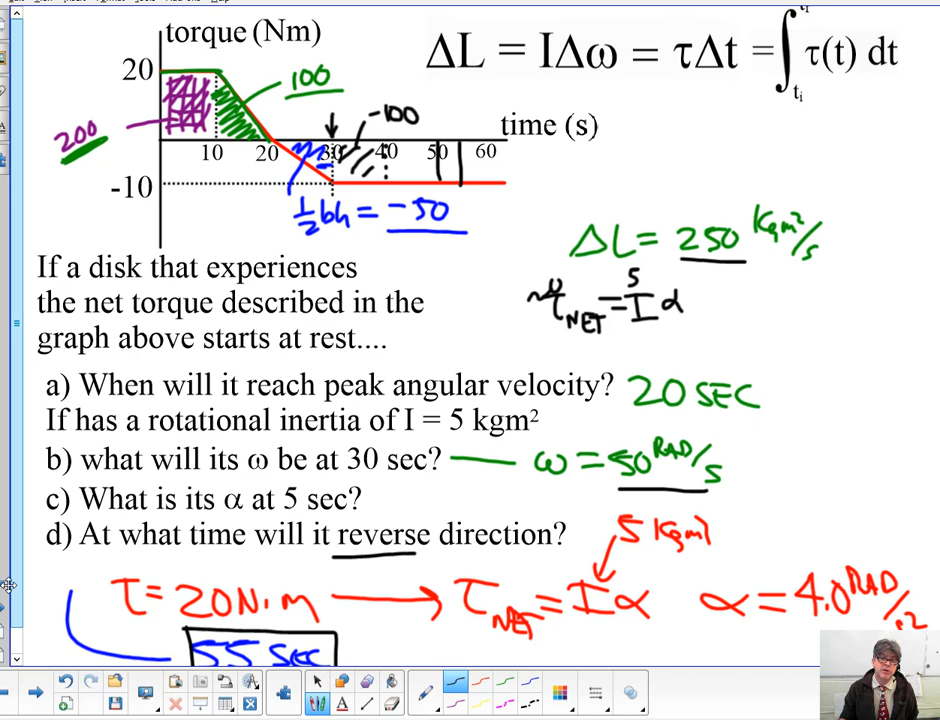 torque (Nm)
ΔL = IΔω = τΔt = ∫ τ(t) dt
t_i
20
100
-100
time (s)
200
10 20 30 40 50 60
-10
½bh = -50
ΔL = 250 Kgm²/s
If a disk that experiences
the net torque described in the
graph above starts at rest....
5
τ_NET = I α
a) When will it reach peak angular velocity? 20 SEC
If has a rotational inertia of I = 5 kgm²
b) what will its ω be at 30 sec? — ω = 50 RAD/s
c) What is its α at 5 sec?
d) At what time will it reverse direction?
5 Kgm²
τ = 20 N·m → τ_NET = Iα α = 4.0 RAD/s²
55 SEC